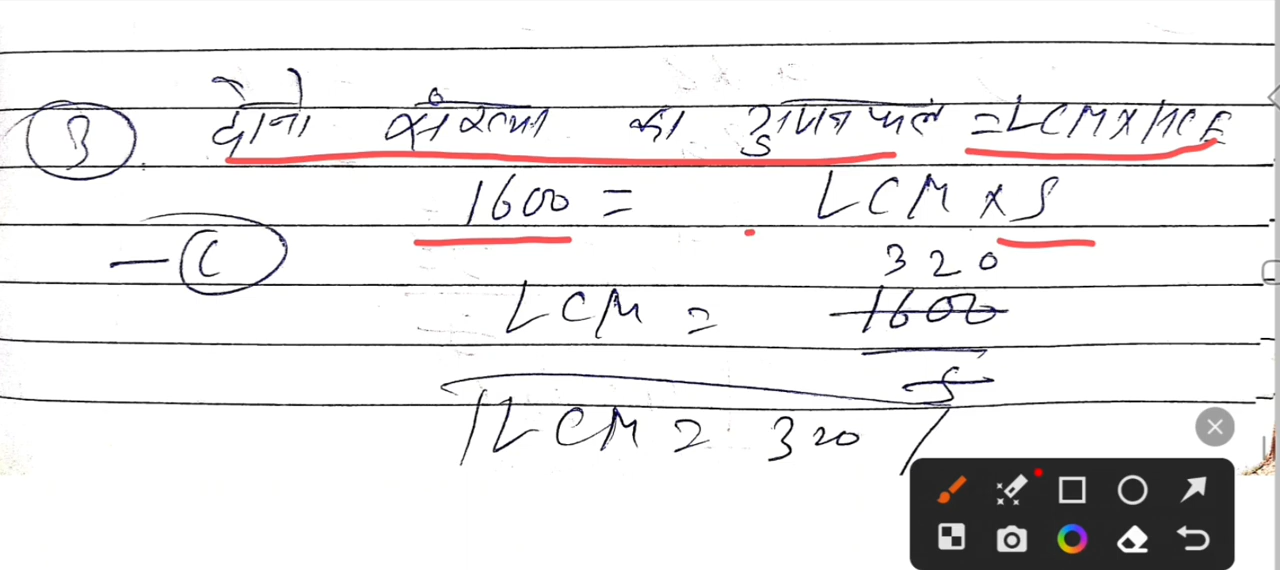 3 दोनो संख्या का गुणनफल = LCM X HCF
1600 = LCM x 5
- C
320
LCM = 1600
5
LCM = 320